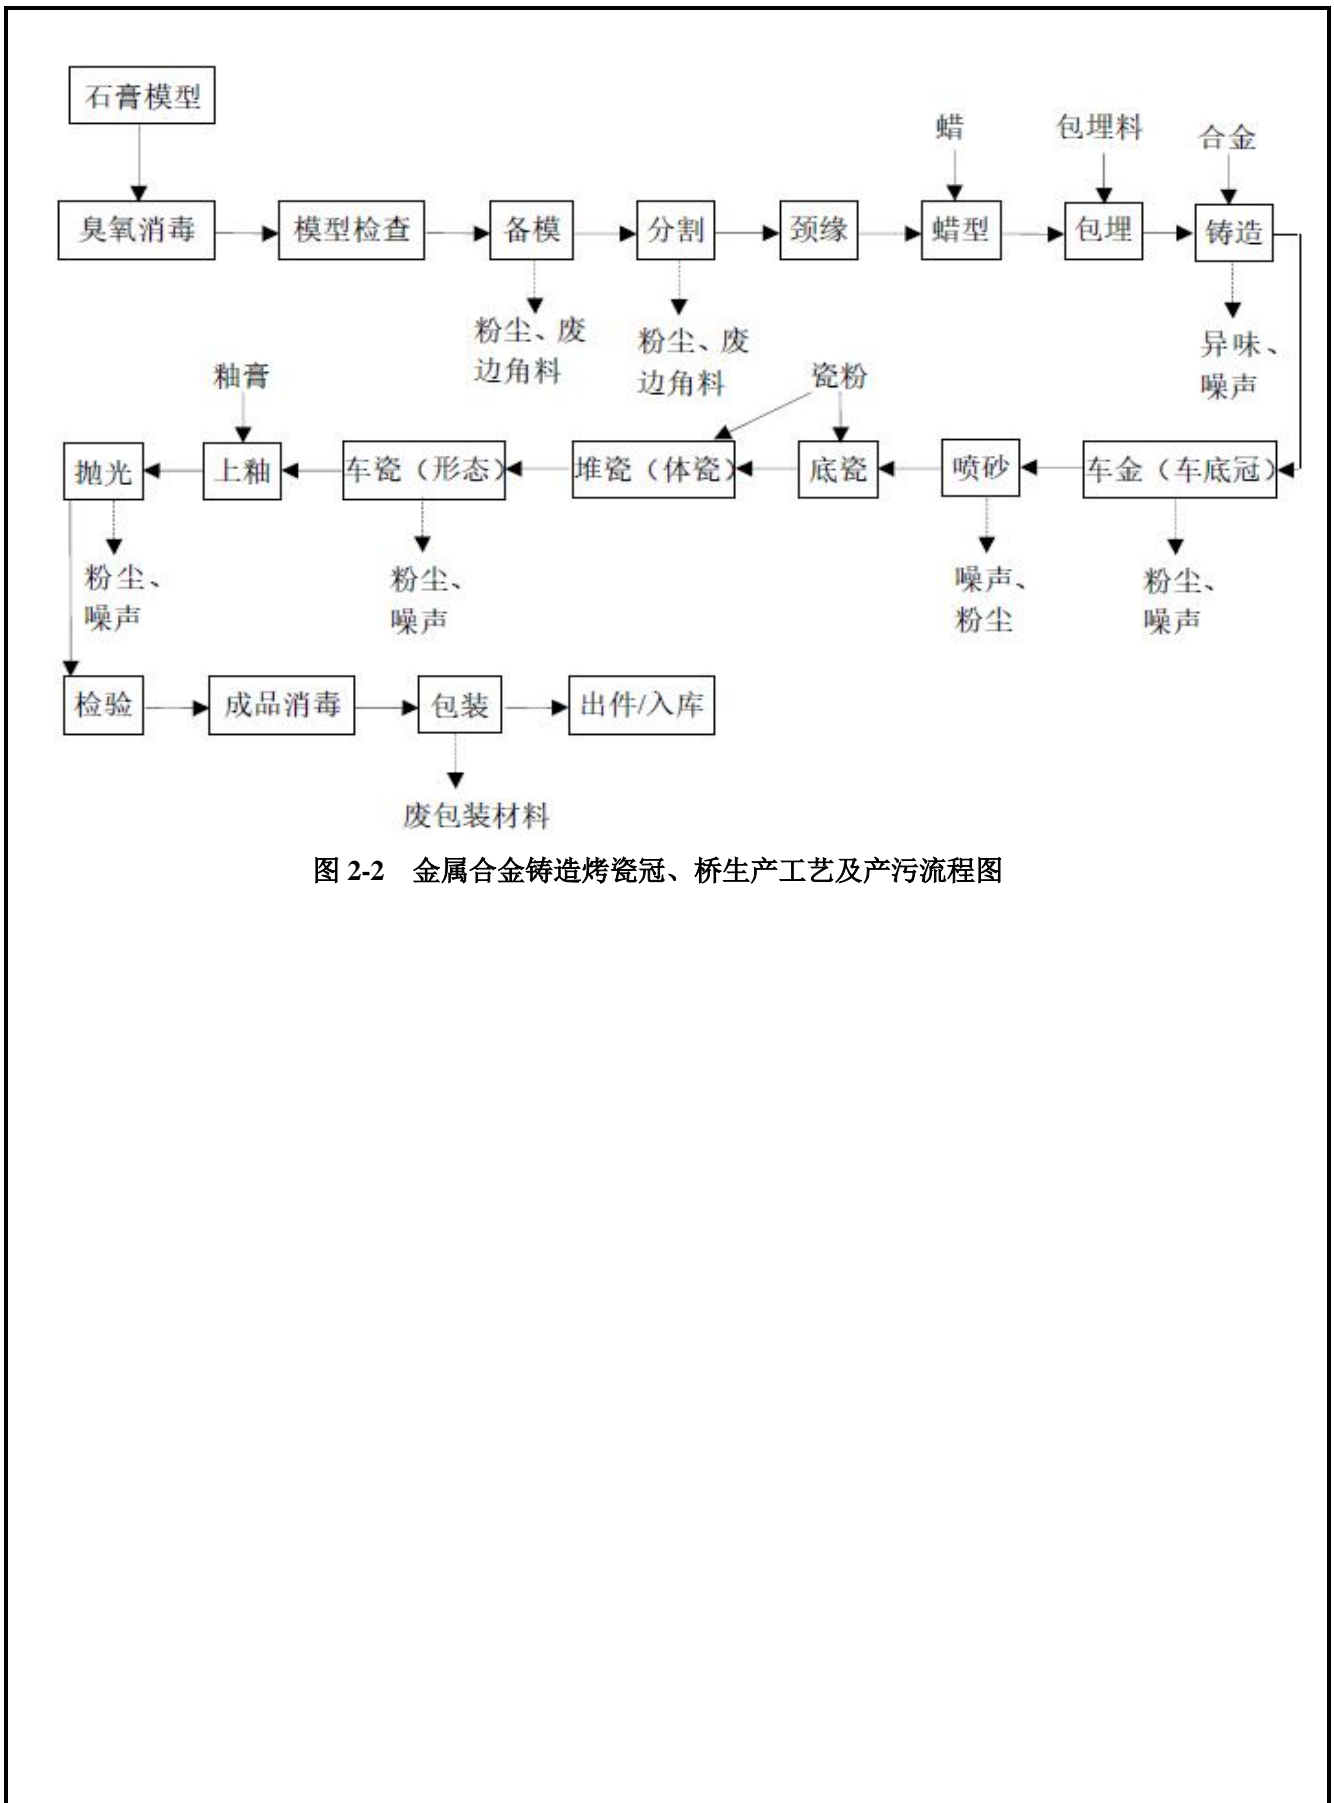 石膏模型
蜡
包埋料
合金
臭氧消毒
模型检查
备模
分割
颈缘
蜡型
包埋
铸造
粉尘、废
边角料
粉尘、废
边角料
异味、
噪声
釉膏
瓷粉
抛光
上釉
车瓷（形态）
堆瓷（体瓷）
底瓷
喷砂
车金（车底冠）
粉尘、
噪声
粉尘、
噪声
噪声、
粉尘
粉尘、
噪声
检验
成品消毒
包装
出件/入库
废包装材料
图 2-2 金属合金铸造烤瓷冠、桥生产工艺及产污流程图